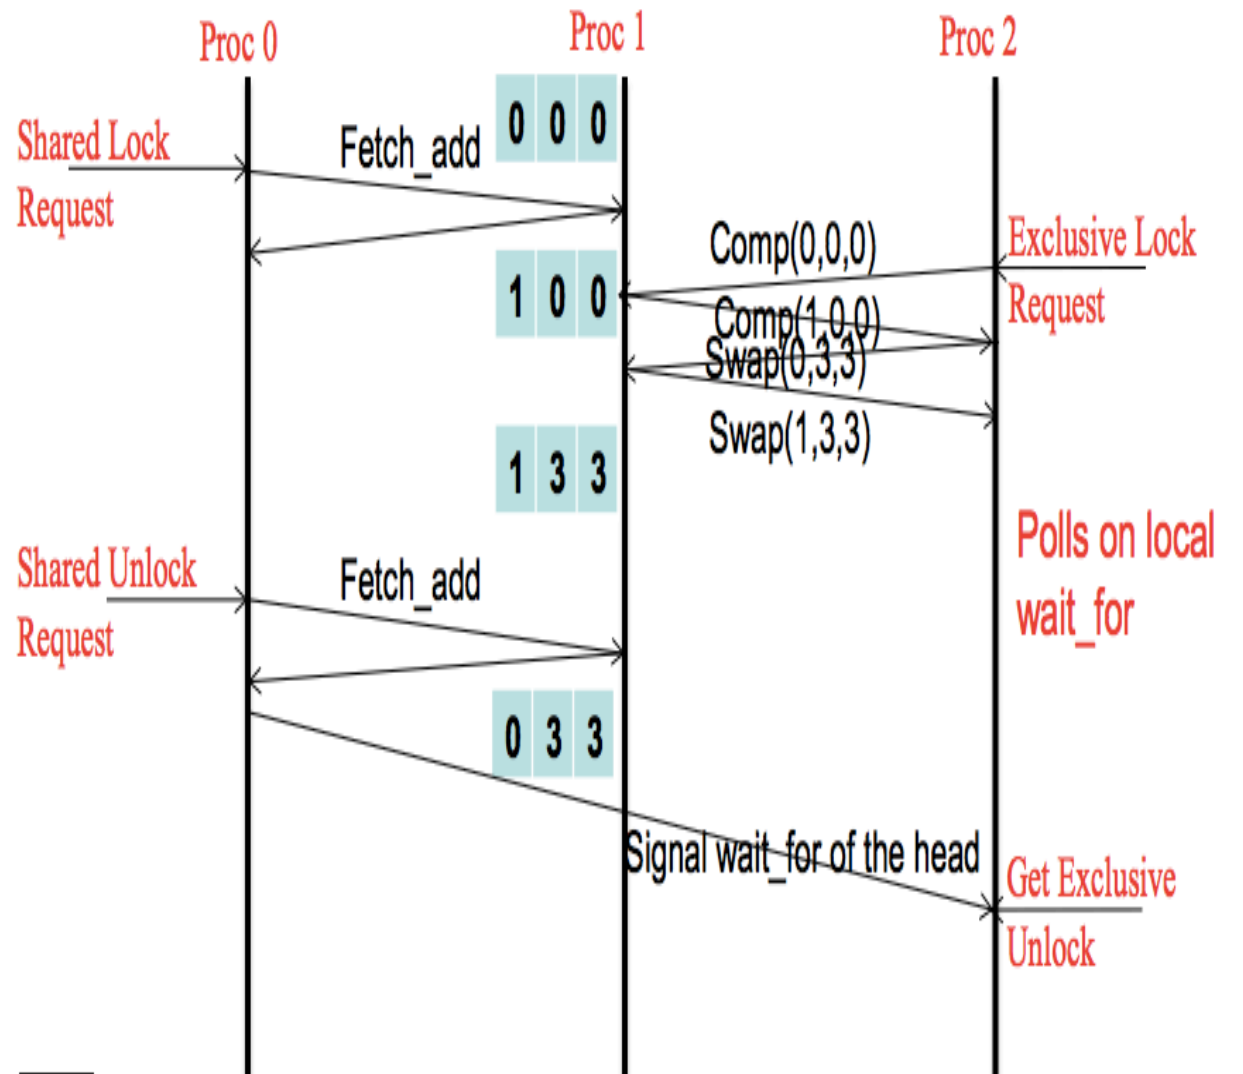 Proc 0
Proc 1
Proc 2
0 0 0
Shared Lock
Request
Fetch_add
Comp(0,0,0)
Exclusive Lock
Request
1 0 0
Comp(1,0,0)
Swap(0,3,3)
Swap(1,3,3)
1 3 3
Polls on local
wait_for
Shared Unlock
Request
Fetch_add
0 3 3
Signal wait_for of the head
Get Exclusive
Unlock